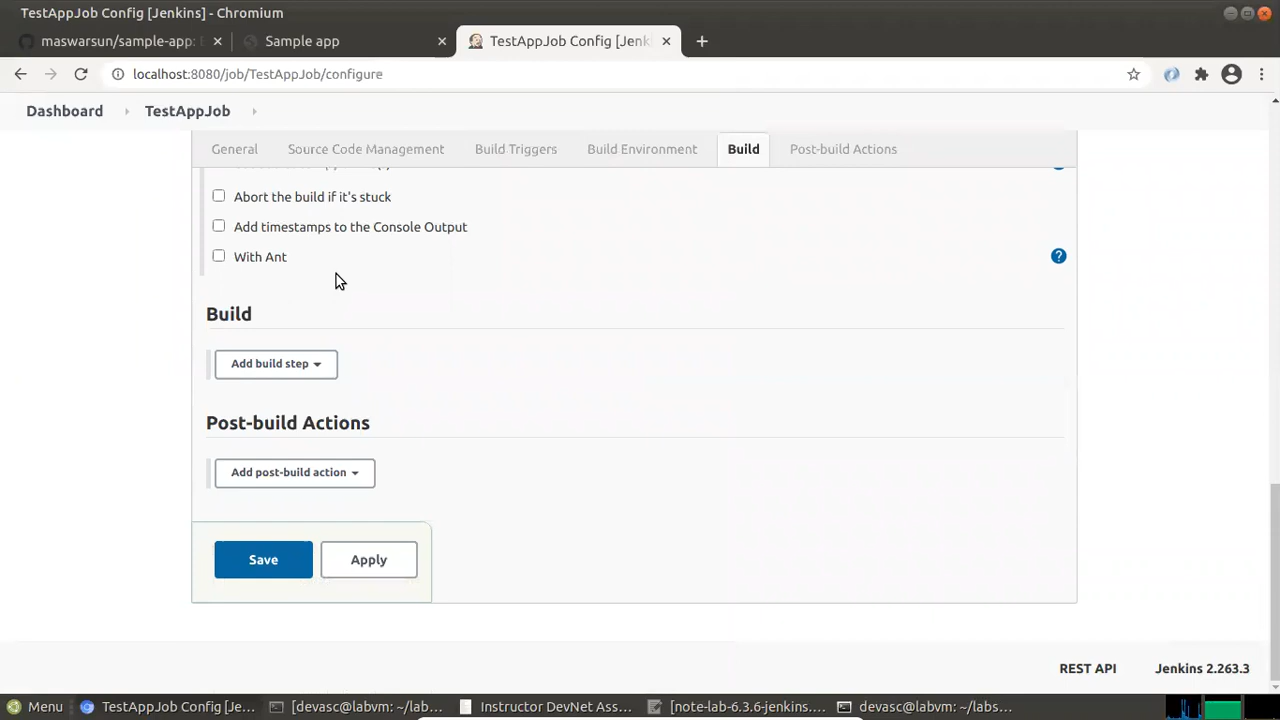 TestAppJob Config [Jenkins] - Chromium
maswarsun/sample-app:
Sample app
TestAppJob Config [Jenk
localhost:8080/job/TestAppJob/configure
Dashboard
TestAppJob
General
Source Code Management
Build Triggers
Build Environment
Build
Post-build Actions
Abort the build if it's stuck
Add timestamps to the Console Output
With Ant
?
Build
Add build step
Post-build Actions
Add post-build action
Save
Apply
REST API
Jenkins 2.263.3
Menu
TestAppJob Config [Je...
[devasc@labvm: ~/lab...
Instructor DevNet Ass...
[note-lab-6.3.6-jenkins....
devasc@labvm: ~/labs...